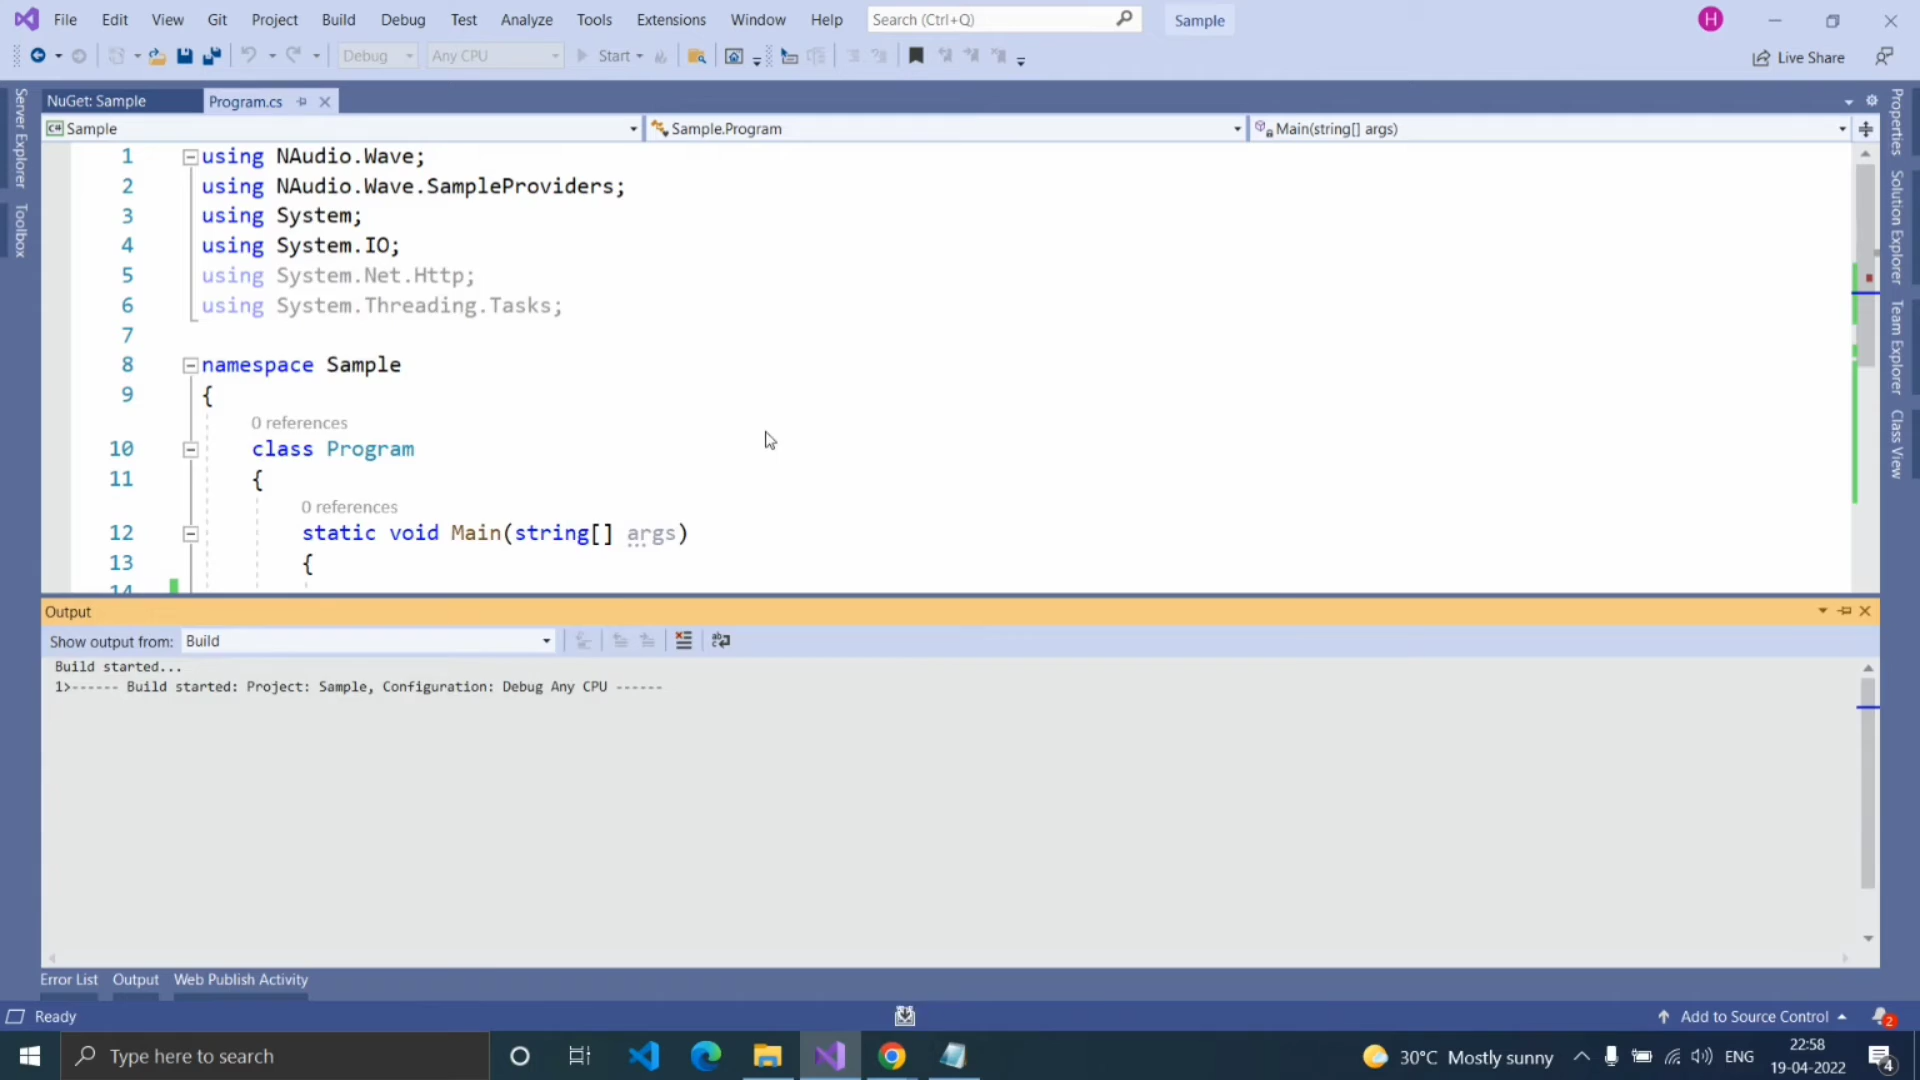 File Edit View Git Project Build Debug Test Analyze Tools Extensions Window Help Search (Ctrl+Q) Sample H
Debug Any CPU Start Live Share
Server Explorer
Toolbox
NuGet: Sample Program.cs
Sample Sample.Program Main(string[] args)
1 using NAudio.Wave;
2 using NAudio.Wave.SampleProviders;
3 using System;
4 using System.IO;
5 using System.Net.Http;
6 using System.Threading.Tasks;
7
8 namespace Sample
9 {
0 references
10 class Program
11 {
0 references
12 static void Main(string[] args)
13 {
14
Properties
Solution Explorer
Team Explorer
Class View
Output
Show output from: Build
Build started...
1>------ Build started: Project: Sample, Configuration: Debug Any CPU ------
Error List Output Web Publish Activity
Ready Add to Source Control 2
Type here to search 30°C Mostly sunny ENG 22:58
19-04-2022 4